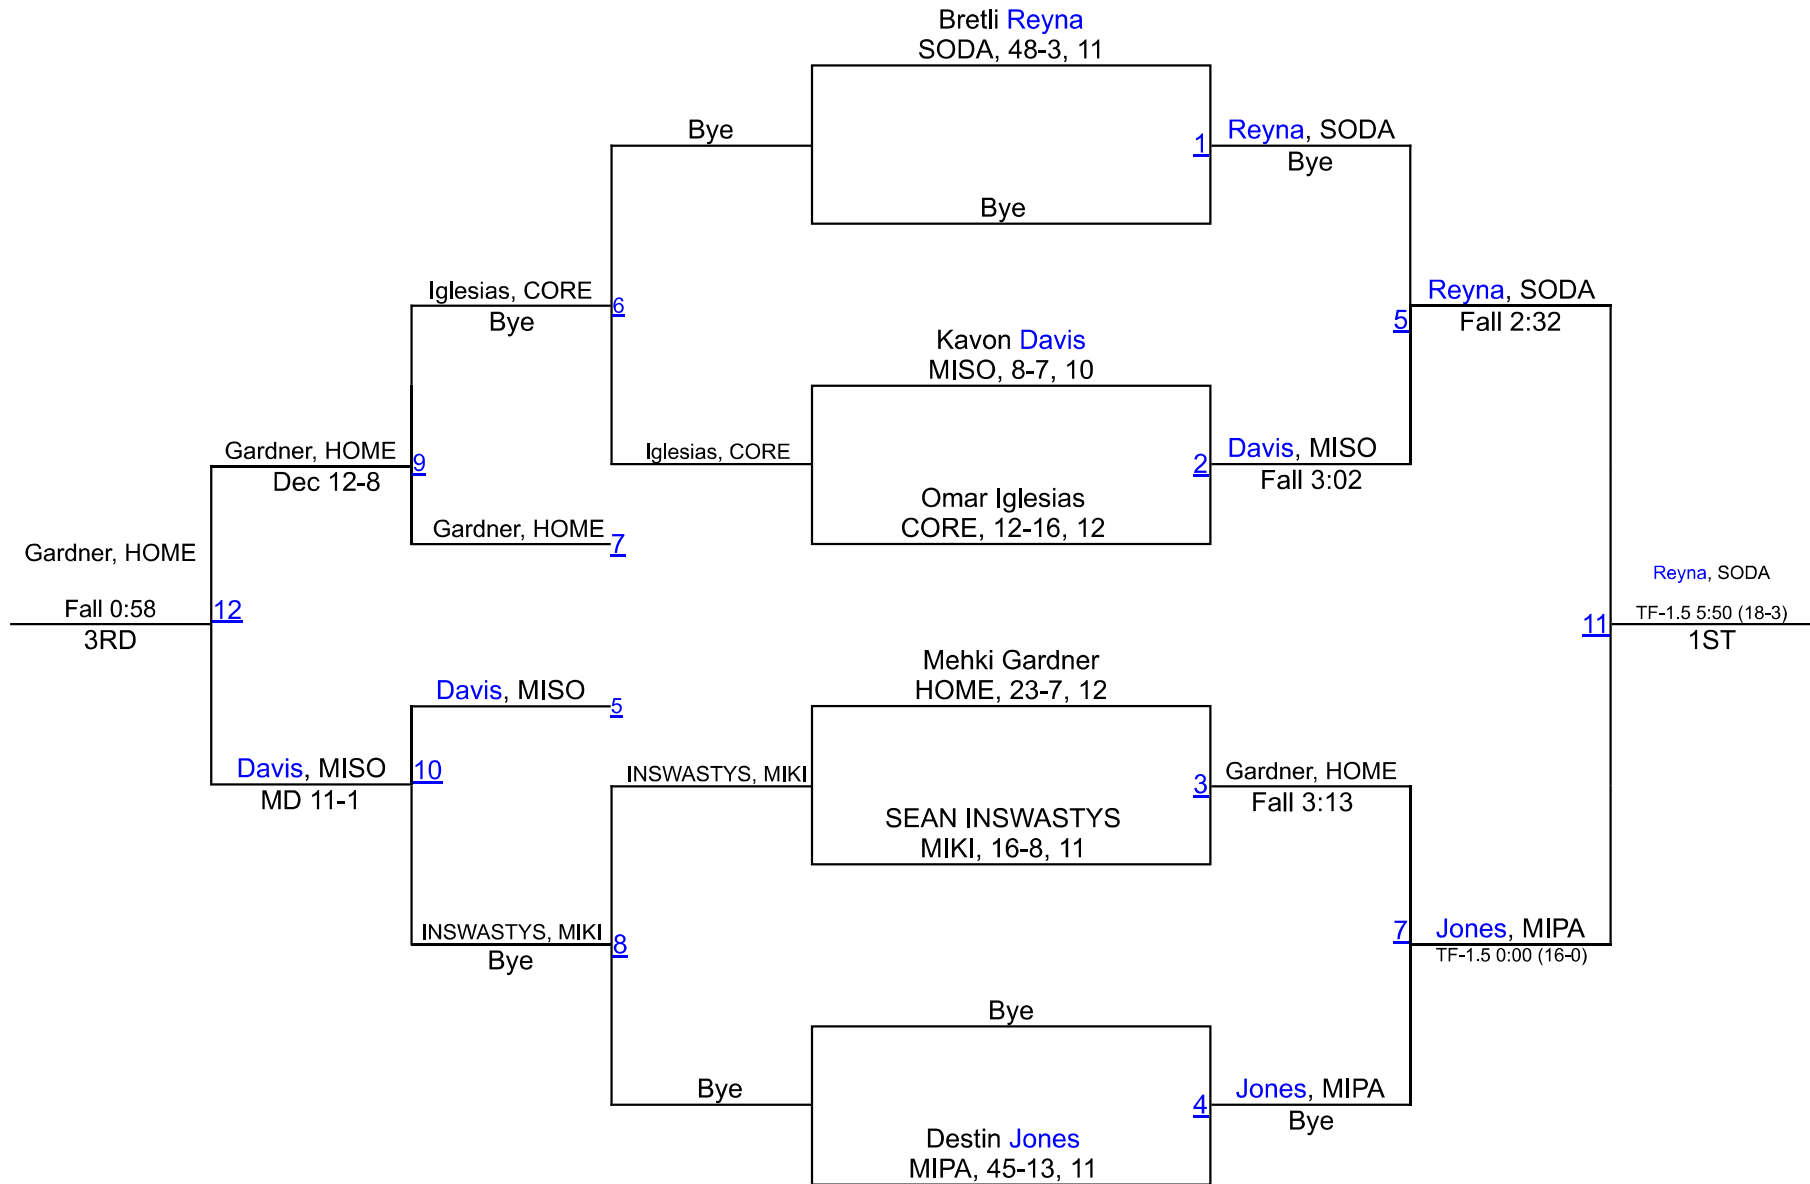 Bretli Reyna
SODA, 48-3, 11
Bye
1
Reyna, SODA
Bye
Bye
Iglesias, CORE
Bye
6
Reyna, SODA
Fall 2:32
5
Kavon Davis
MISO, 8-7, 10
Gardner, HOME
Dec 12-8
9
Iglesias, CORE
2
Davis, MISO
Fall 3:02
Omar Iglesias
CORE, 12-16, 12
Gardner, HOME
7
Gardner, HOME
Fall 0:58
3RD
12
Reyna, SODA
TF-1.5 5:50 (18-3)
1ST
11
Mehki Gardner
HOME, 23-7, 12
Davis, MISO
5
Davis, MISO
MD 11-1
10
INSWASTYS, MIKI
3
Gardner, HOME
Fall 3:13
SEAN INSWASTYS
MIKI, 16-8, 11
INSWASTYS, MIKI
Bye
8
7
Jones, MIPA
TF-1.5 0:00 (16-0)
Bye
Bye
4
Jones, MIPA
Bye
Destin Jones
MIPA, 45-13, 11